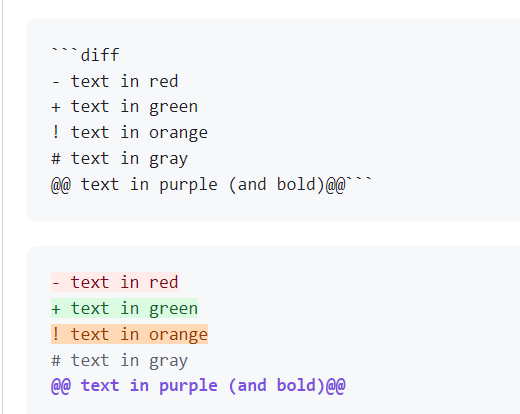 ```diff
- text in red
+ text in green
! text in orange
# text in gray
@@ text in purple (and bold)@@```
- text in red
+ text in green
! text in orange
# text in gray
@@ text in purple (and bold)@@